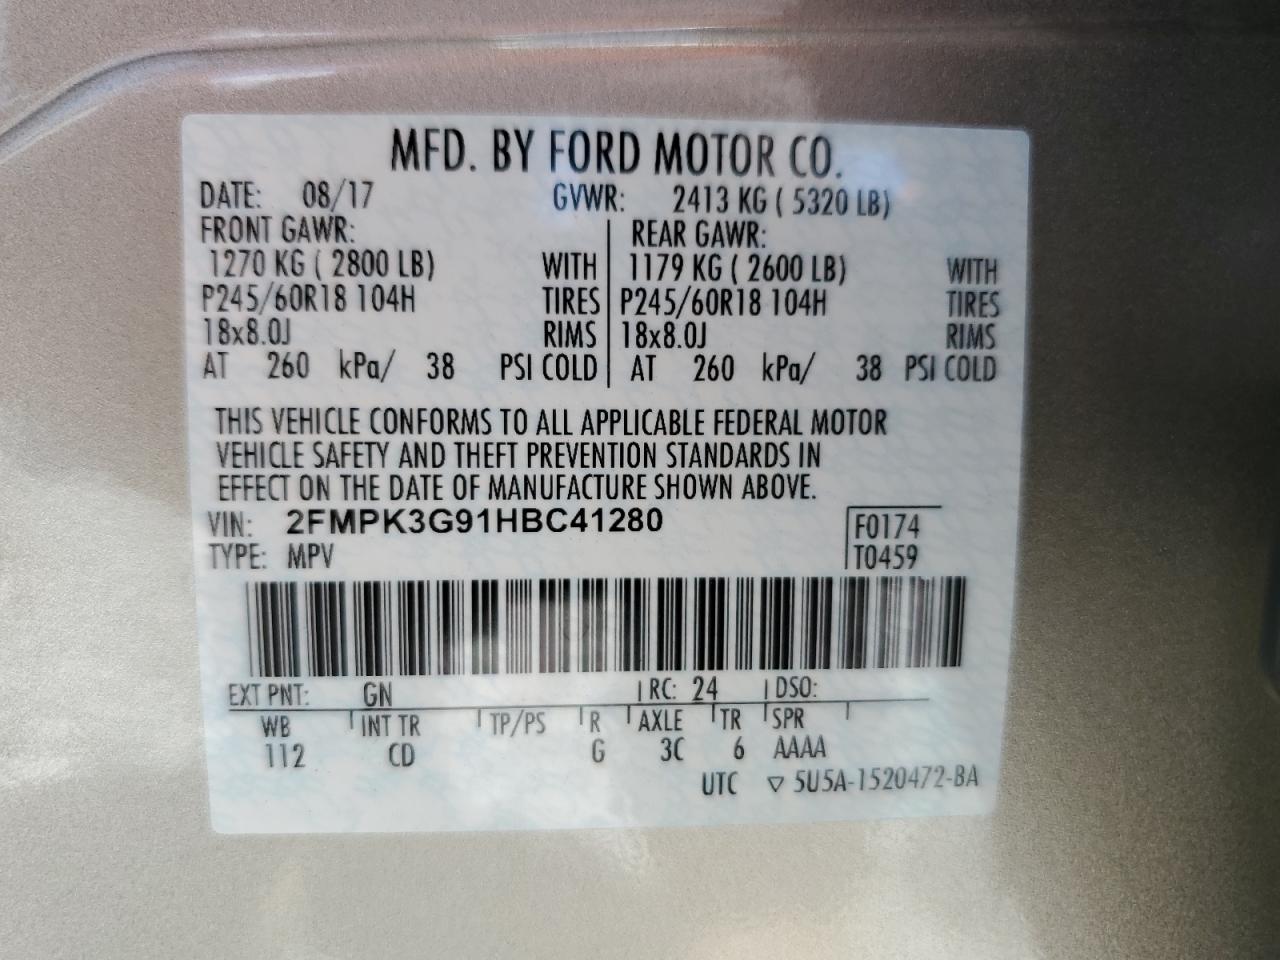 MFD. BY FORD MOTOR CO.
DATE: 08/17 GVWR: 2413 KG ( 5320 LB)
FRONT GAWR: REAR GAWR:
1270 KG ( 2800 LB) WITH 1179 KG ( 2600 LB) WITH
P245/60R18 104H TIRES P245/60R18 104H TIRES
18x8.0J RIMS 18x8.0J RIMS
AT 260 kPa/ 38 PSI COLD AT 260 kPa/ 38 PSI COLD
THIS VEHICLE CONFORMS TO ALL APPLICABLE FEDERAL MOTOR
VEHICLE SAFETY AND THEFT PREVENTION STANDARDS IN
EFFECT ON THE DATE OF MANUFACTURE SHOWN ABOVE.
VIN: 2FMPK3G91HBC41280 F0174
TYPE: MPV T0459
EXT PNT: GN RC: 24 DSO:
WB INT TR TP/PS R AXLE TR SPR
112 CD G 3C 6 AAAA
UTC ▽ 5U5A-1520472-BA